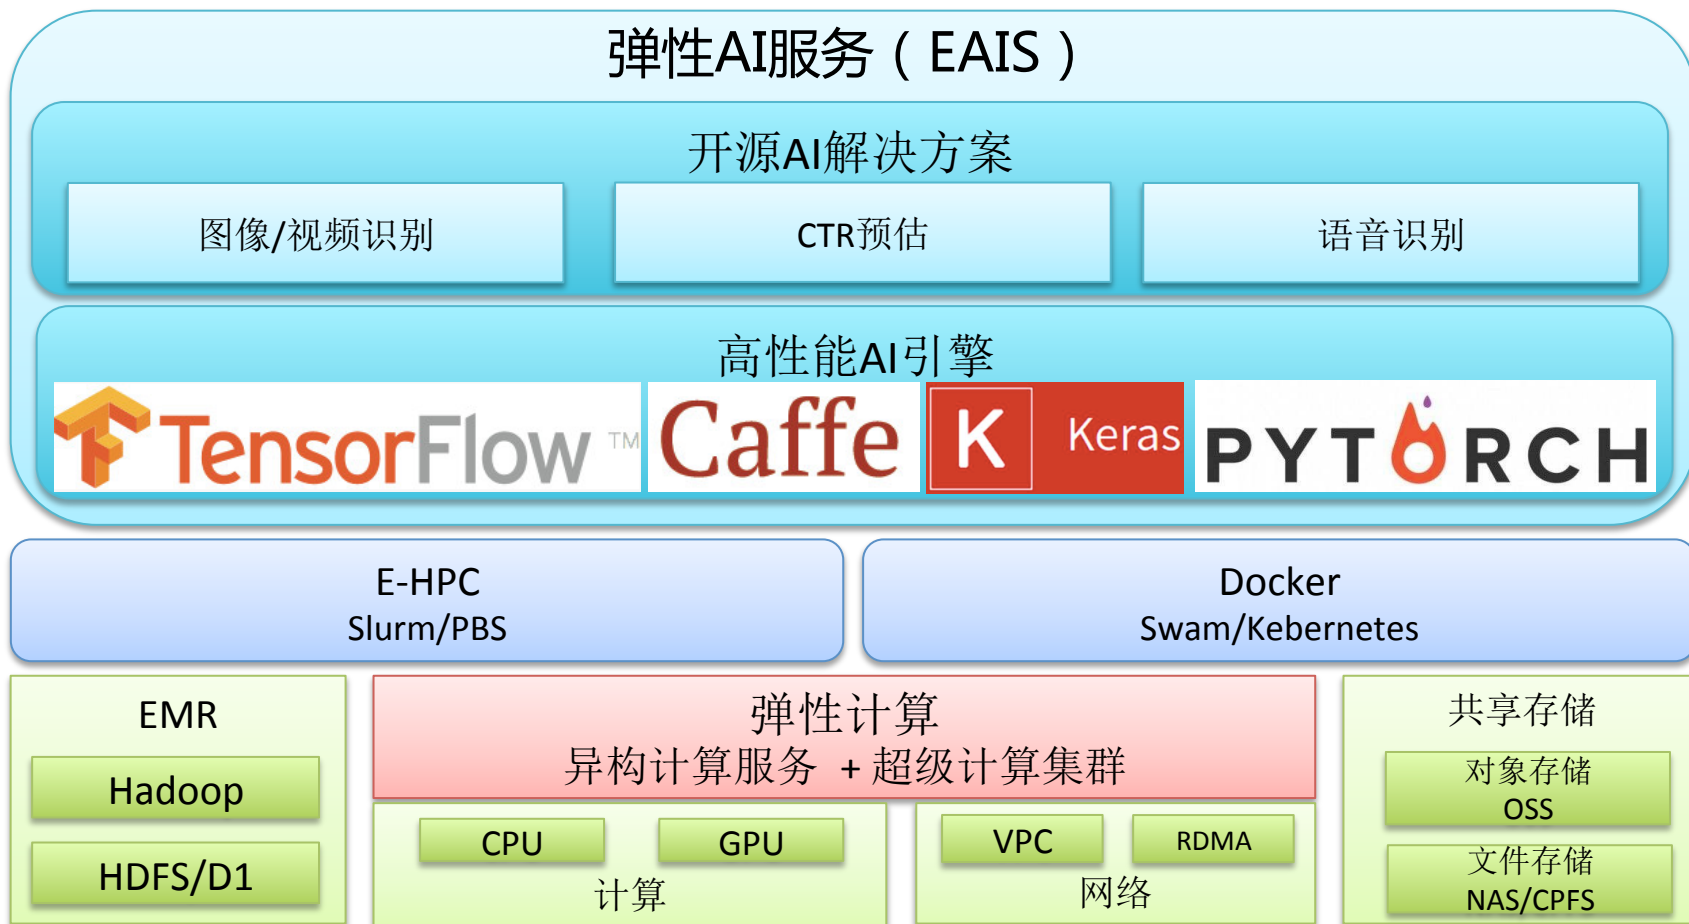 弹性AI服务（EAIS）
开源AI解决方案
图像/视频识别
CTR预估
语音识别
高性能AI引擎
TensorFlow TM
Caffe
K Keras
PYTORCH
E-HPC
Slurm/PBS
Docker
Swam/Kebernetes
EMR
Hadoop
HDFS/D1
弹性计算
异构计算服务 + 超级计算集群
CPU
GPU
计算
VPC
RDMA
网络
共享存储
对象存储
OSS
文件存储
NAS/CPFS